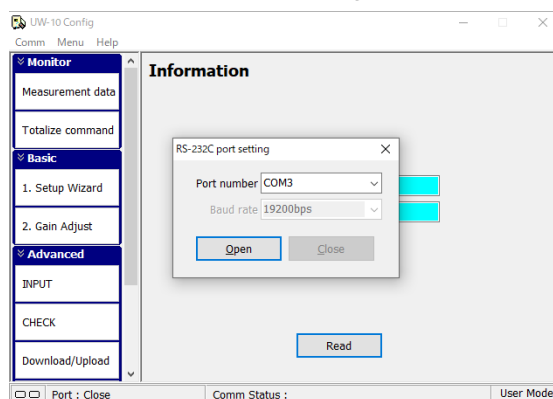 UW-10 Config
Comm Menu Help
Monitor
Measurement data
Totalize command
Basic
1. Setup Wizard
2. Gain Adjust
Advanced
INPUT
CHECK
Download/Upload
Information
RS-232C port setting
Port number COM3
Baud rate 19200bps
Open Close
Read
Port : Close Comm Status : User Mode